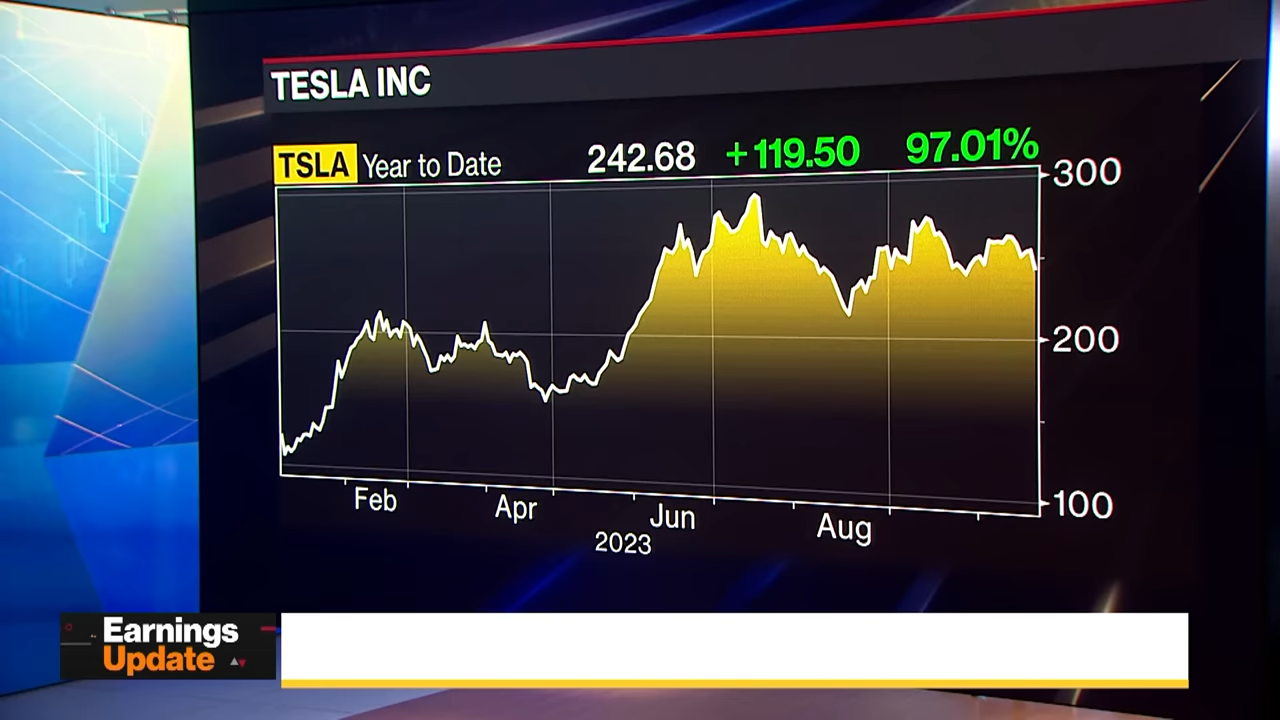 TESLA INC
TSLA Year to Date 242.68 +119.50 97.01%
300
200
100
Feb Apr Jun Aug
2023
Earnings
Update